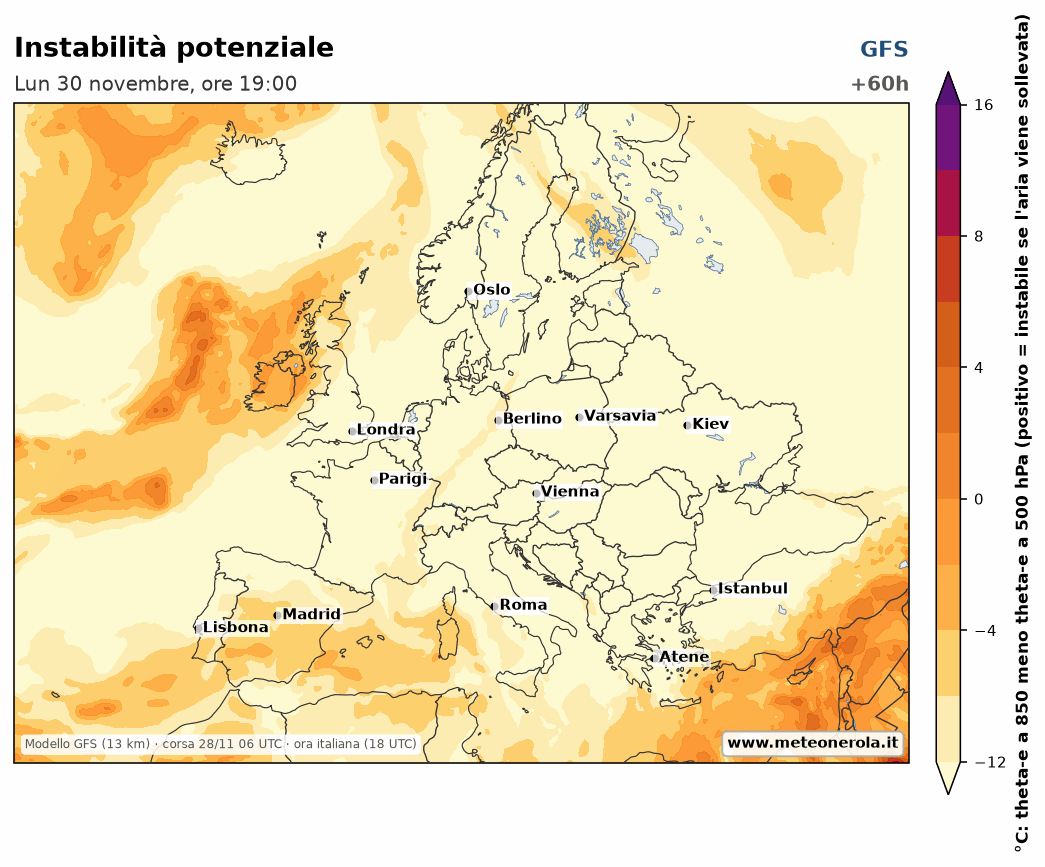 Instabilità potenziale
GFS
Lun 30 novembre, ore 19:00
+60h
Oslo
Londra
Berlino
Varsavia
Kiev
Parigi
Vienna
Istanbul
Roma
Madrid
Lisbona
Atene
Modello GFS (13 km) · corsa 28/11 06 UTC · ora italiana (18 UTC)
www.meteonerola.it
16
8
4
0
−4
−12
°C: theta-e a 850 meno theta-e a 500 hPa (positivo = instabile se l'aria viene sollevata)